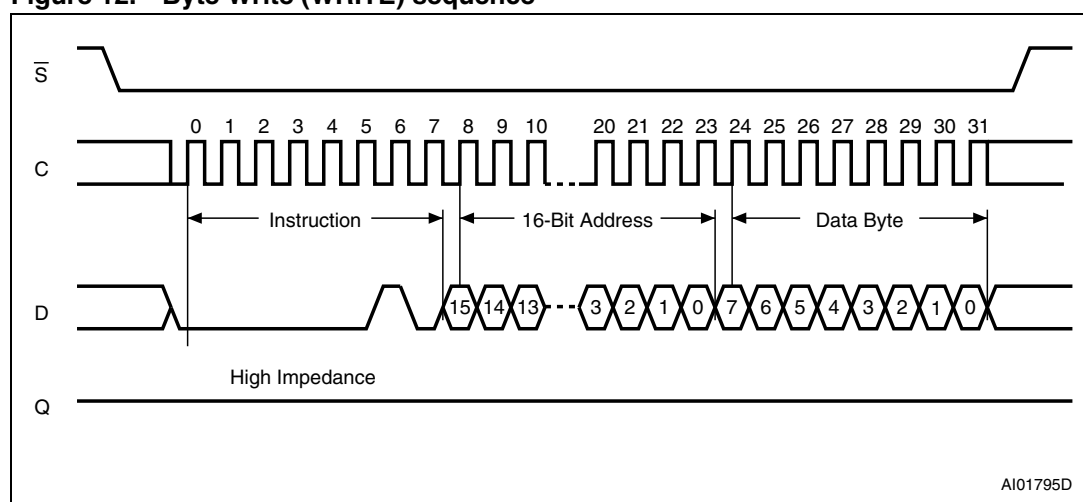 Figure 12. Byte write (WRITE) sequence
S
0 1 2 3 4 5 6 7 8 9 10 20 21 22 23 24 25 26 27 28 29 30 31
C
Instruction 16-Bit Address Data Byte
D 15 14 13 3 2 1 0 7 6 5 4 3 2 1 0
High Impedance
Q
AI01795D